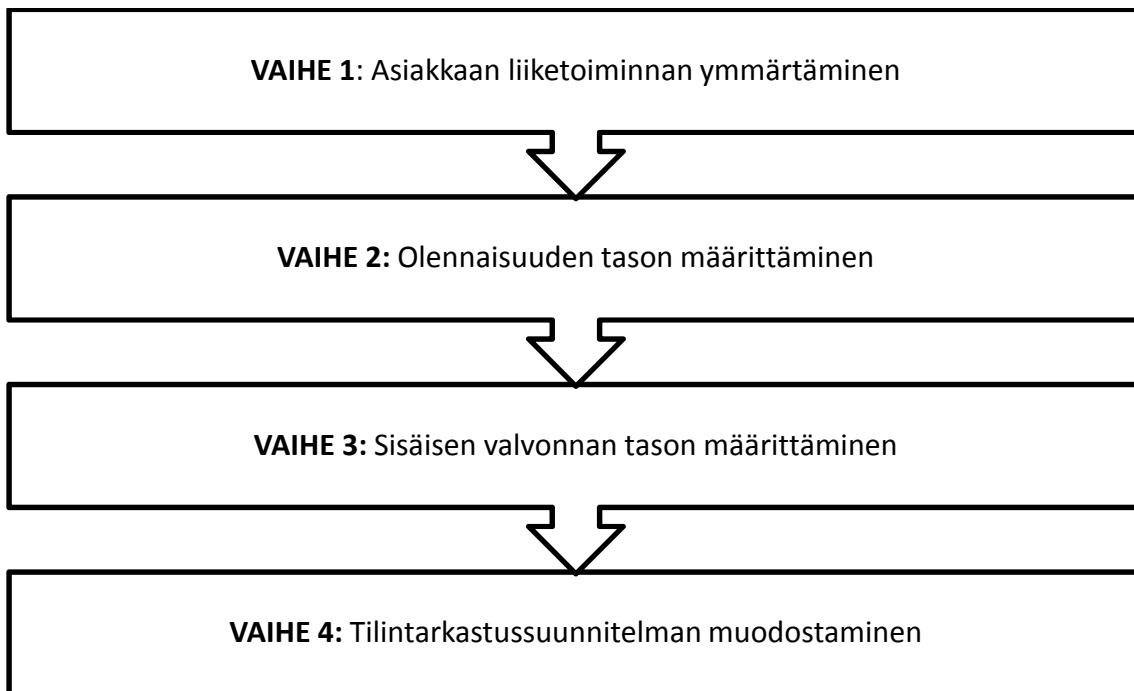 VAIHE 1: Asiakkaan liiketoiminnan ymmärtäminen
VAIHE 2: Olennaisuuden tason määrittäminen
VAIHE 3: Sisäisen valvonnan tason määrittäminen
VAIHE 4: Tilintarkastussuunnitelman muodostaminen